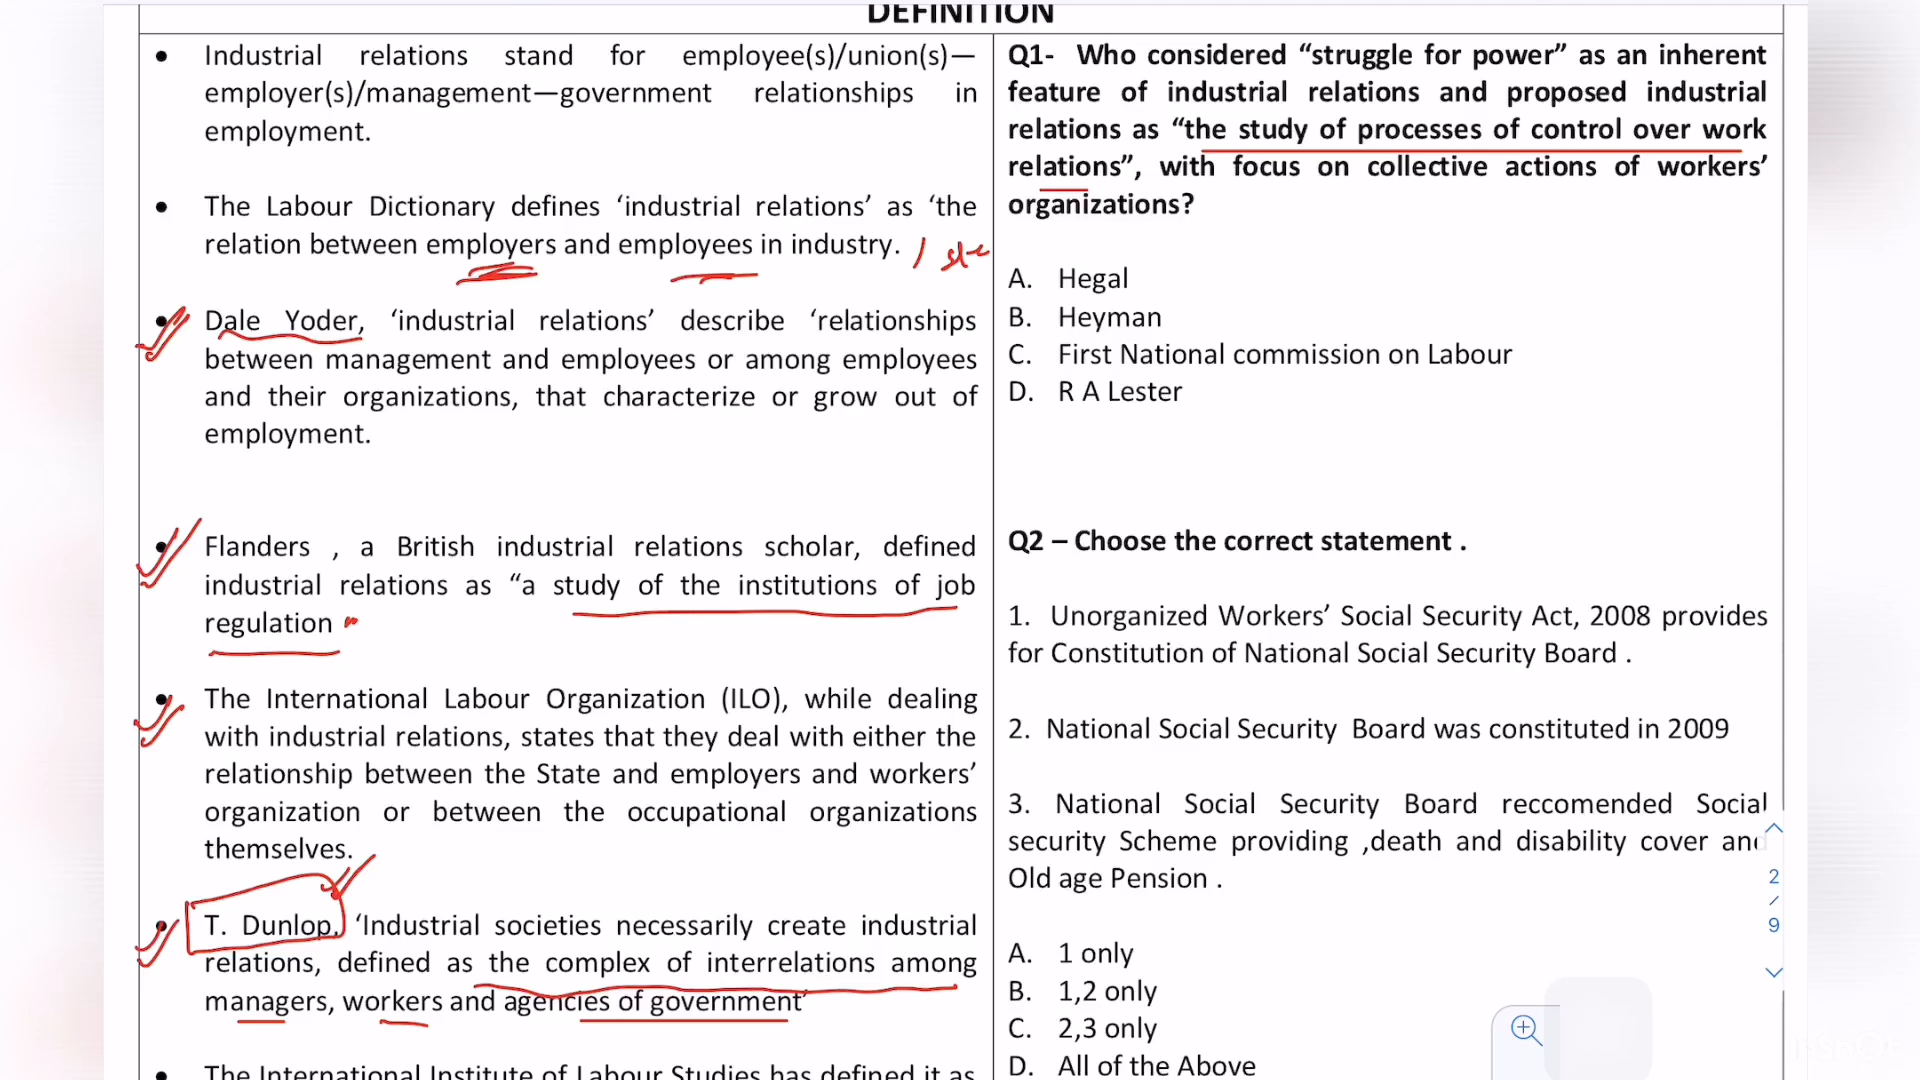 DEFINITION
• Industrial relations stand for employee(s)/union(s)—
employer(s)/management—government relationships in
employment.
• The Labour Dictionary defines ‘industrial relations’ as ‘the
relation between employers and employees in industry.
• Dale Yoder, ‘industrial relations’ describe ‘relationships
between management and employees or among employees
and their organizations, that characterize or grow out of
employment.
• Flanders , a British industrial relations scholar, defined
industrial relations as “a study of the institutions of job
regulation
• The International Labour Organization (ILO), while dealing
with industrial relations, states that they deal with either the
relationship between the State and employers and workers’
organization or between the occupational organizations
themselves.
• T. Dunlop, ‘Industrial societies necessarily create industrial
relations, defined as the complex of interrelations among
managers, workers and agencies of government’
• The International Institute of Labour Studies has defined it as
Q1- Who considered “struggle for power” as an inherent
feature of industrial relations and proposed industrial
relations as “the study of processes of control over work
relations”, with focus on collective actions of workers’
organizations?
A. Hegal
B. Heyman
C. First National commission on Labour
D. R A Lester
Q2 – Choose the correct statement .
1. Unorganized Workers’ Social Security Act, 2008 provides
for Constitution of National Social Security Board .
2. National Social Security Board was constituted in 2009
3. National Social Security Board reccomended Social
security Scheme providing ,death and disability cover and
Old age Pension .
A. 1 only
B. 1,2 only
C. 2,3 only
D. All of the Above
2
/
9